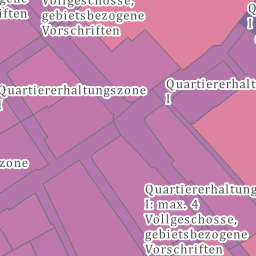 Vollgeschosse,
gebietsbezogene
Vorschriften
Quartiererhaltungszone
I
Quartiererhalt
I
zone
Quartiererhaltung
I: max. 4
Vollgeschosse,
gebietsbezogene
Vorschriften